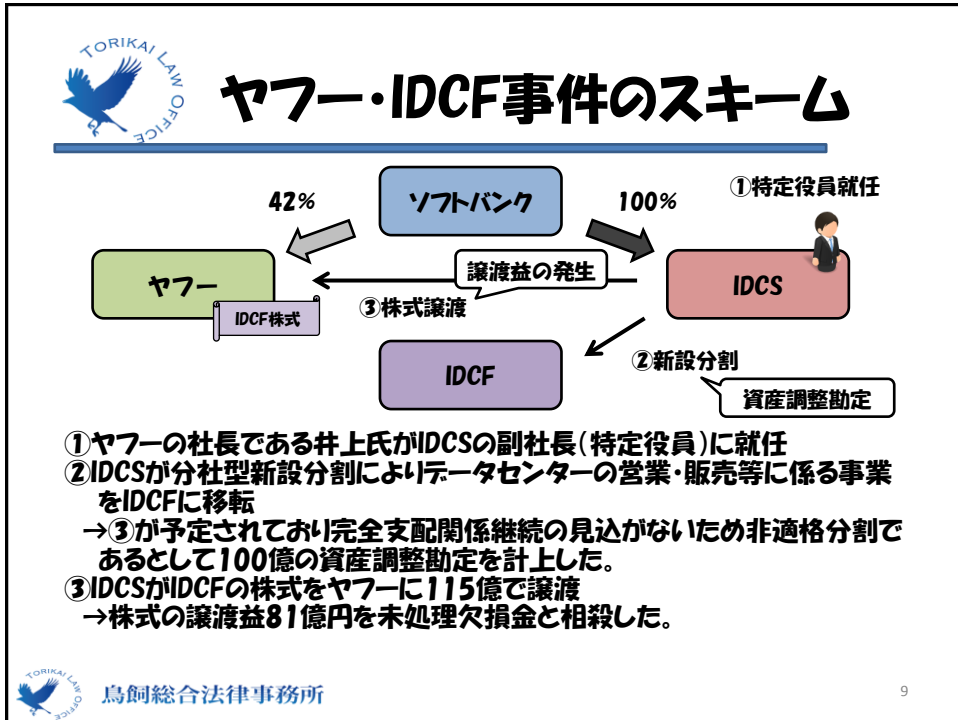 TORIKAI LAW OFFICE
ヤフー・IDCF事件のスキーム
42%
ソフトバンク
100%
①特定役員就任
ヤフー
IDCF株式
譲渡益の発生
③株式譲渡
IDCS
IDCF
②新設分割
資産調整勘定
①ヤフーの社長である井上氏がIDCSの副社長(特定役員)に就任
②IDCSが分社型新設分割によりデータセンターの営業・販売等に係る事業
をIDCFに移転
→③が予定されており完全支配関係継続の見込がないため非適格分割で
あるとして100億の資産調整勘定を計上した。
③IDCSがIDCFの株式をヤフーに115億で譲渡
→株式の譲渡益81億円を未処理欠損金と相殺した。
TORIKAI LAW OFFICE
鳥飼総合法律事務所
9